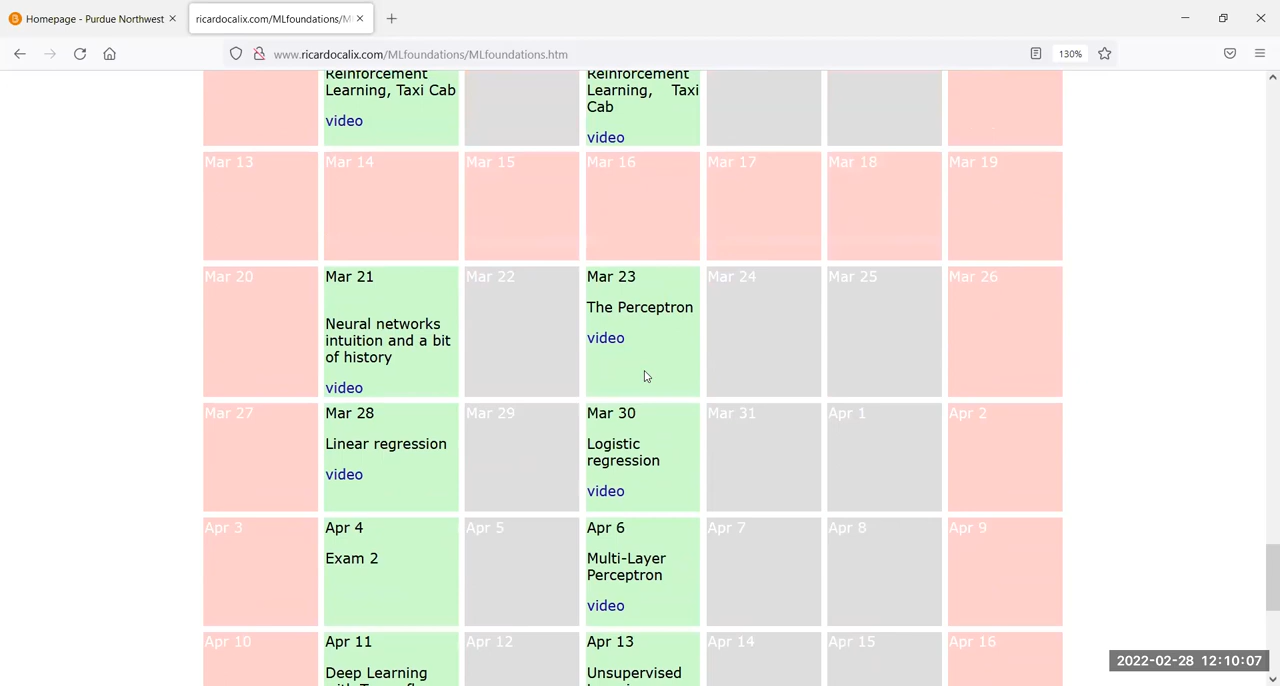 Homepage - Purdue Northwest
ricardocalix.com/MLfoundations/M
www.ricardocalix.com/MLfoundations/MLfoundations.htm
130%
Reinforcement
Learning, Taxi Cab
video
Reinforcement
Learning, Taxi
Cab
video
Mar 13
Mar 14
Mar 15
Mar 16
Mar 17
Mar 18
Mar 19
Mar 20
Mar 21
Neural networks
intuition and a bit
of history
video
Mar 22
Mar 23
The Perceptron
video
Mar 24
Mar 25
Mar 26
Mar 27
Mar 28
Linear regression
video
Mar 29
Mar 30
Logistic
regression
video
Mar 31
Apr 1
Apr 2
Apr 3
Apr 4
Exam 2
Apr 5
Apr 6
Multi-Layer
Perceptron
video
Apr 7
Apr 8
Apr 9
Apr 10
Apr 11
Deep Learning
Apr 12
Apr 13
Unsupervised
Apr 14
Apr 15
Apr 16
2022-02-28 12:10:07